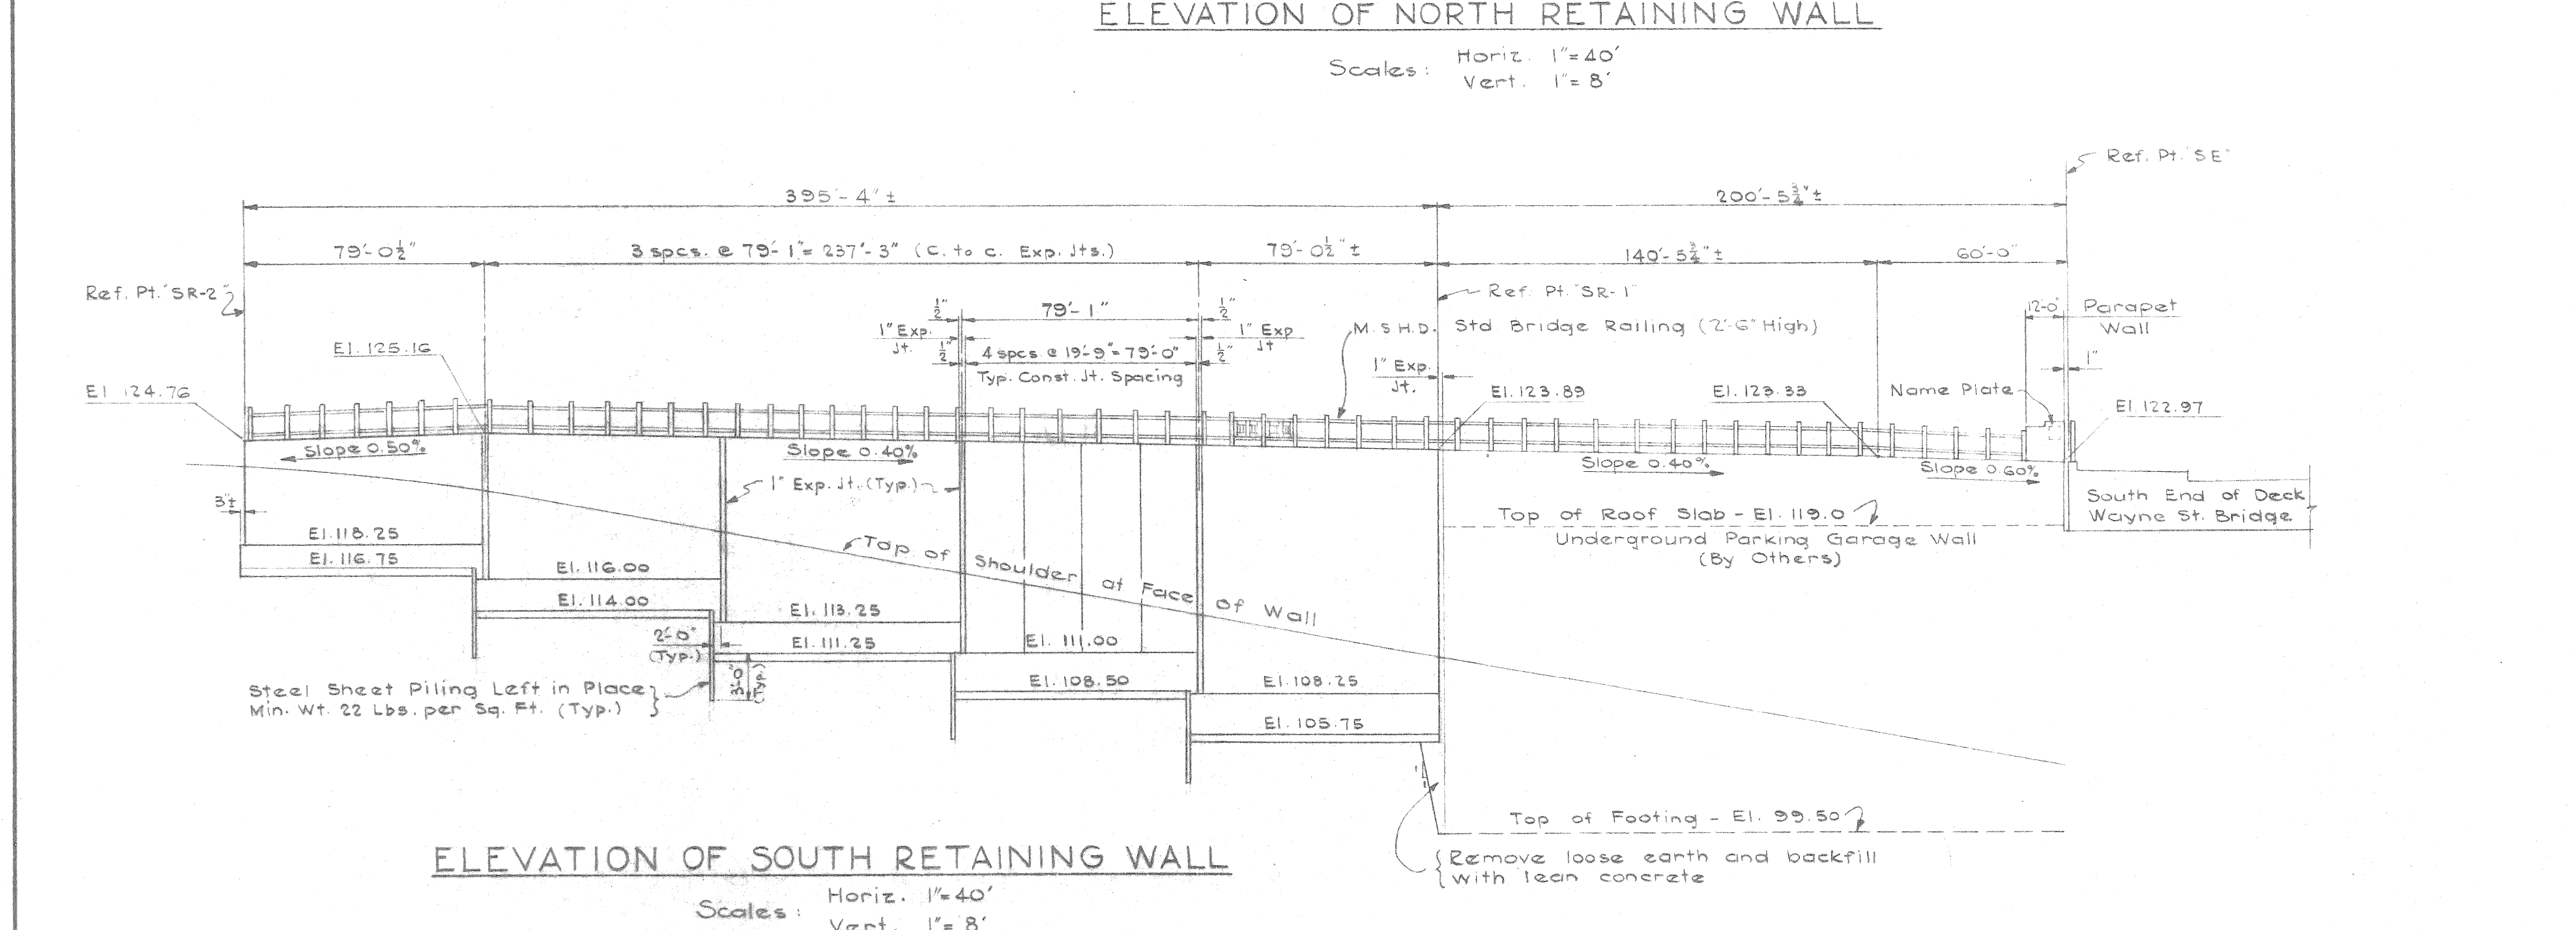 ELEVATION OF NORTH RETAINING WALL
Scales: Horiz. 1"=40'
Vert. 1"=8'
Ref. Pt. "SE"
395'-4"±
200'-5¾"±
79'-0½"
3 spcs. @ 79'-1"= 237'-3" (C. to c. Exp. Jts.)
79'-0½"±
140'-5¾"±
60'-0"
Ref. Pt. "SR-2"
Ref. Pt. "SR-1"
½"
79'-1"
½"
12'-0"
Parapet
Wall
1" Exp.
Jt.
½"
4 spcs @ 19'-9"=79'-0"
Typ. Const. Jt. Spacing
½"
1" Exp
Jt
M.S.H.D. Std Bridge Railing (2'-6" High)
El. 125.16
1" Exp.
Jt.
1"
El 124.76
El. 123.89
El. 123.33
Name Plate
El 122.97
Slope 0.50%
Slope 0.40%
Slope 0.40%
Slope 0.60%
1" Exp. Jt. (Typ.)
3"±
South End of Deck
Wayne St. Bridge
Top of Roof Slab - El. 119.0
Underground Parking Garage Wall
(By Others)
El. 118.25
El. 116.75
El. 116.00
El. 114.00
Top of Shoulder at Face of Wall
El. 113.25
El. 111.25
El. 111.00
El. 108.50
El. 108.25
El. 105.75
2'-0"
(Typ.)
3'-0"
(Typ.)
Steel Sheet Piling Left in Place
Min. Wt. 22 Lbs. per Sq. Ft. (Typ.)
Top of Footing - El. 99.50
Remove loose earth and backfill
with lean concrete
ELEVATION OF SOUTH RETAINING WALL
Scales: Horiz. 1"=40'
Vert. 1"=8'